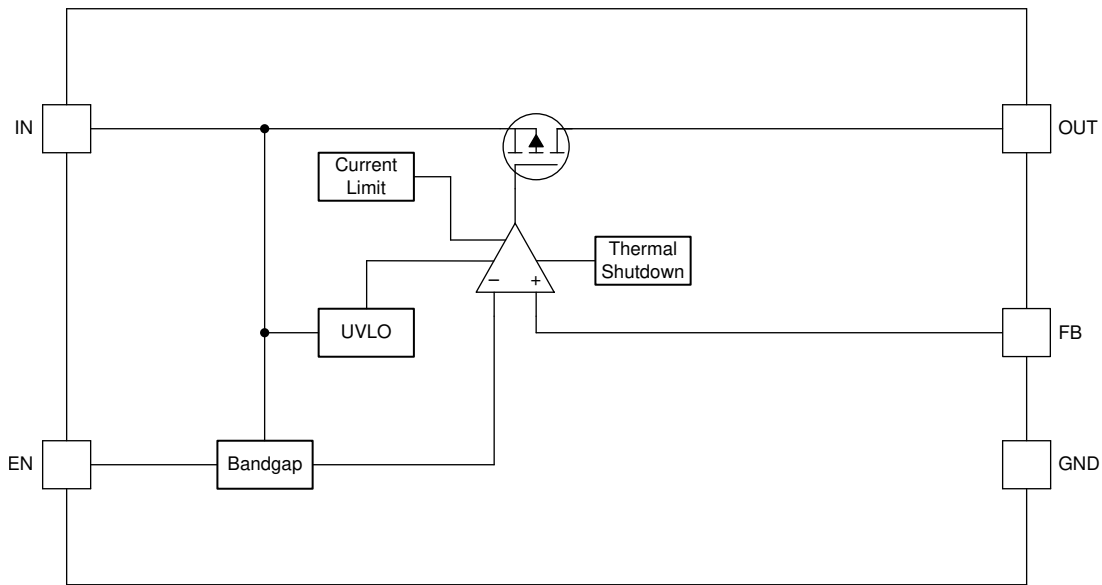 IN
OUT
Current
Limit
Thermal
Shutdown
− +
UVLO
FB
EN
Bandgap
GND